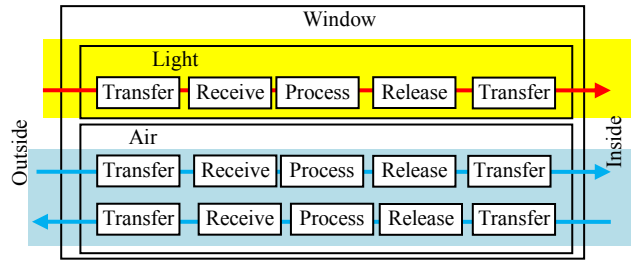 Window
Light
Transfer Receive Process Release Transfer
Air
Outside
Inside
Transfer Receive Process Release Transfer
Transfer Receive Process Release Transfer